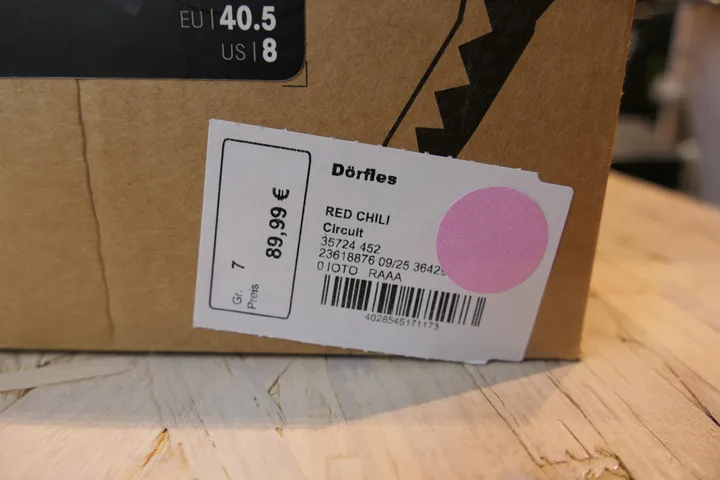 EU | 40.5
US | 8
Dörfles
RED CHILI
Circuit
35724 452
23618876 09/25 36429
0 IOTO RAAA
4028545171173
Gr. 7
Preis 89,99 €